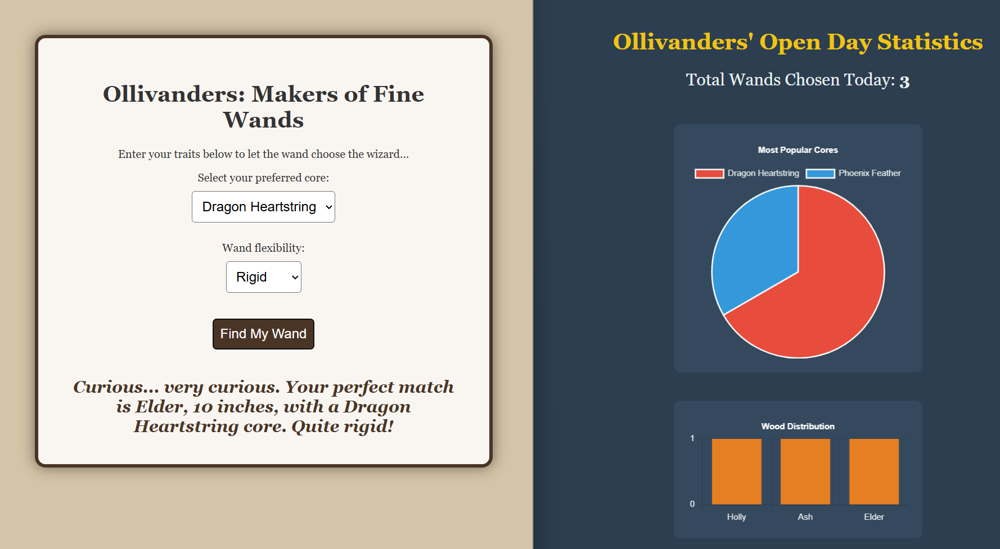 Ollivanders: Makers of Fine
Wands
Enter your traits below to let the wand choose the wizard...
Select your preferred core:
Dragon Heartstring
Wand flexibility:
Rigid
Find My Wand
Curious... very curious. Your perfect match
is Elder, 10 inches, with a Dragon
Heartstring core. Quite rigid!
Ollivanders' Open Day Statistics
Total Wands Chosen Today: 3
Most Popular Cores
Dragon Heartstring Phoenix Feather
Wood Distribution
1
0
Holly Ash Elder